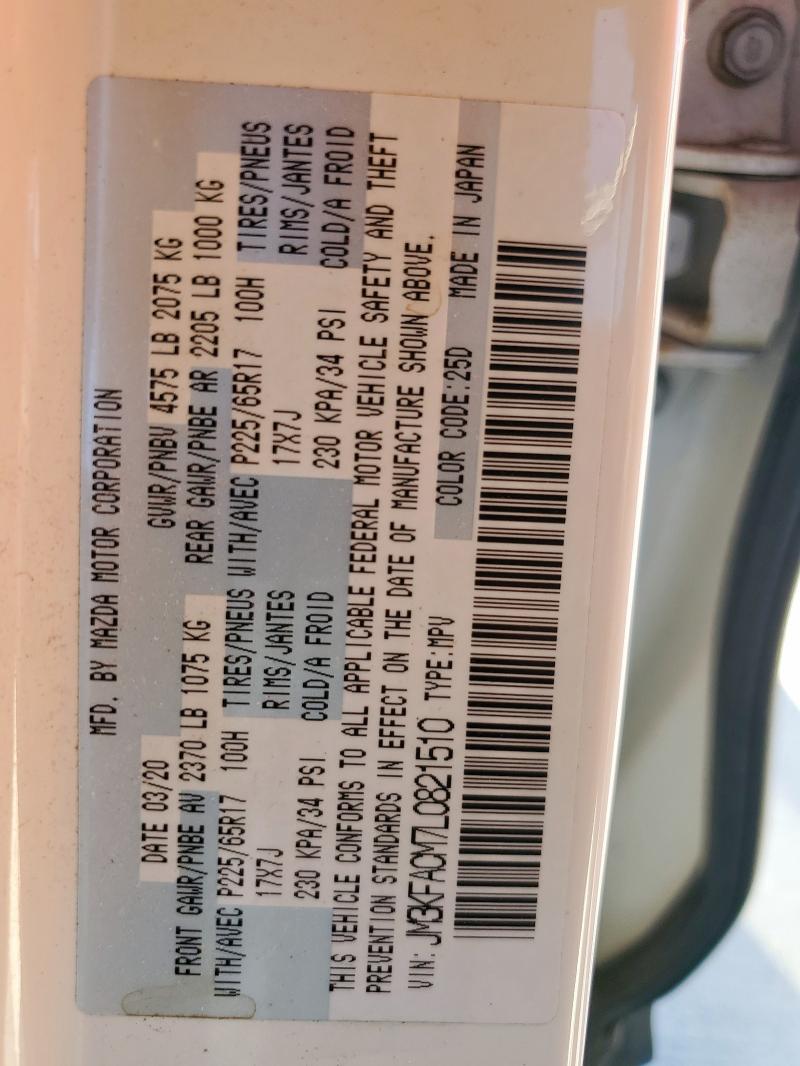 MFD. BY MAZDA MOTOR CORPORATION
DATE 03/20 GVWR/PNBV 4575 LB 2075 KG
FRONT GAWR/PNBE AV 2370 LB 1075 KG REAR GAWR/PNBE AR 2205 LB 1000 KG
WITH/AVEC P225/65R17 100H TIRES/PNEUS WITH/AVEC P225/65R17 100H TIRES/PNEUS
17X7J RIMS/JANTES 17X7J RIMS/JANTES
230 KPA/34 PSI COLD/A FROID 230 KPA/34 PSI COLD/A FROID
THIS VEHICLE CONFORMS TO ALL APPLICABLE FEDERAL MOTOR VEHICLE SAFETY AND THEFT
PREVENTION STANDARDS IN EFFECT ON THE DATE OF MANUFACTURE SHOWN ABOVE.
VIN: JM3KFACM7L0821510 TYPE:MPV COLOR CODE:25D MADE IN JAPAN